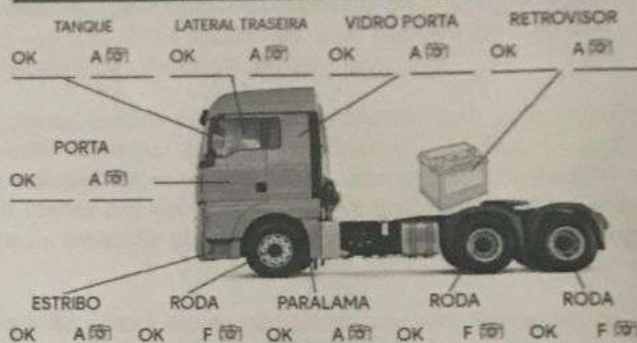 TANQUE LATERAL TRASEIRA VIDRO PORTA RETROVISOR
OK A OK A OK A OK A
PORTA
OK A
ESTRIBO RODA PARALAMA RODA RODA
OK A OK F OK A OK F OK F